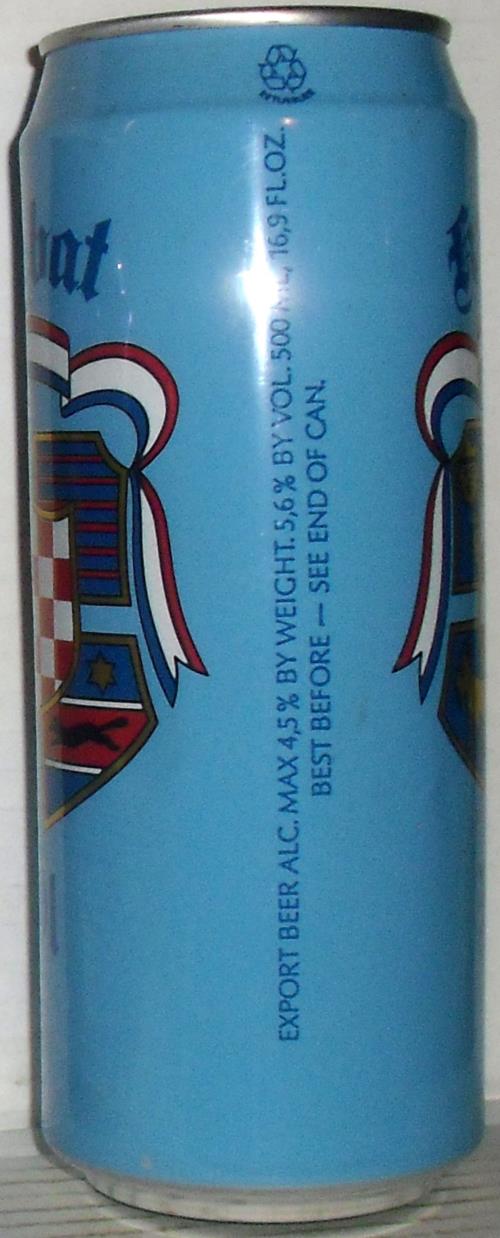 EXPORT BEER ALC. MAX 4,5% BY WEIGHT. 5,6% BY VOL. 500 ML, 16,9 FL.OZ.
BEST BEFORE — SEE END OF CAN.